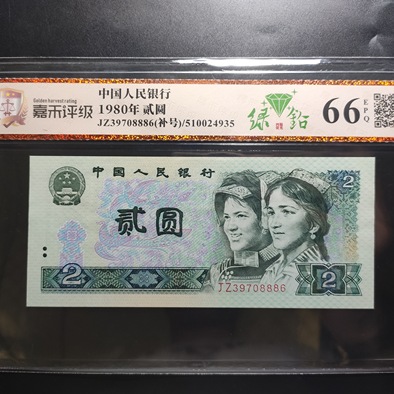 中国人民银行
Golden harvest rating
嘉禾评级
1980年 贰圆
JZ39708886(补号)/510024935
绿钻
66 EPQ
中国人民银行
贰圆
2
2
2
JZ39708886